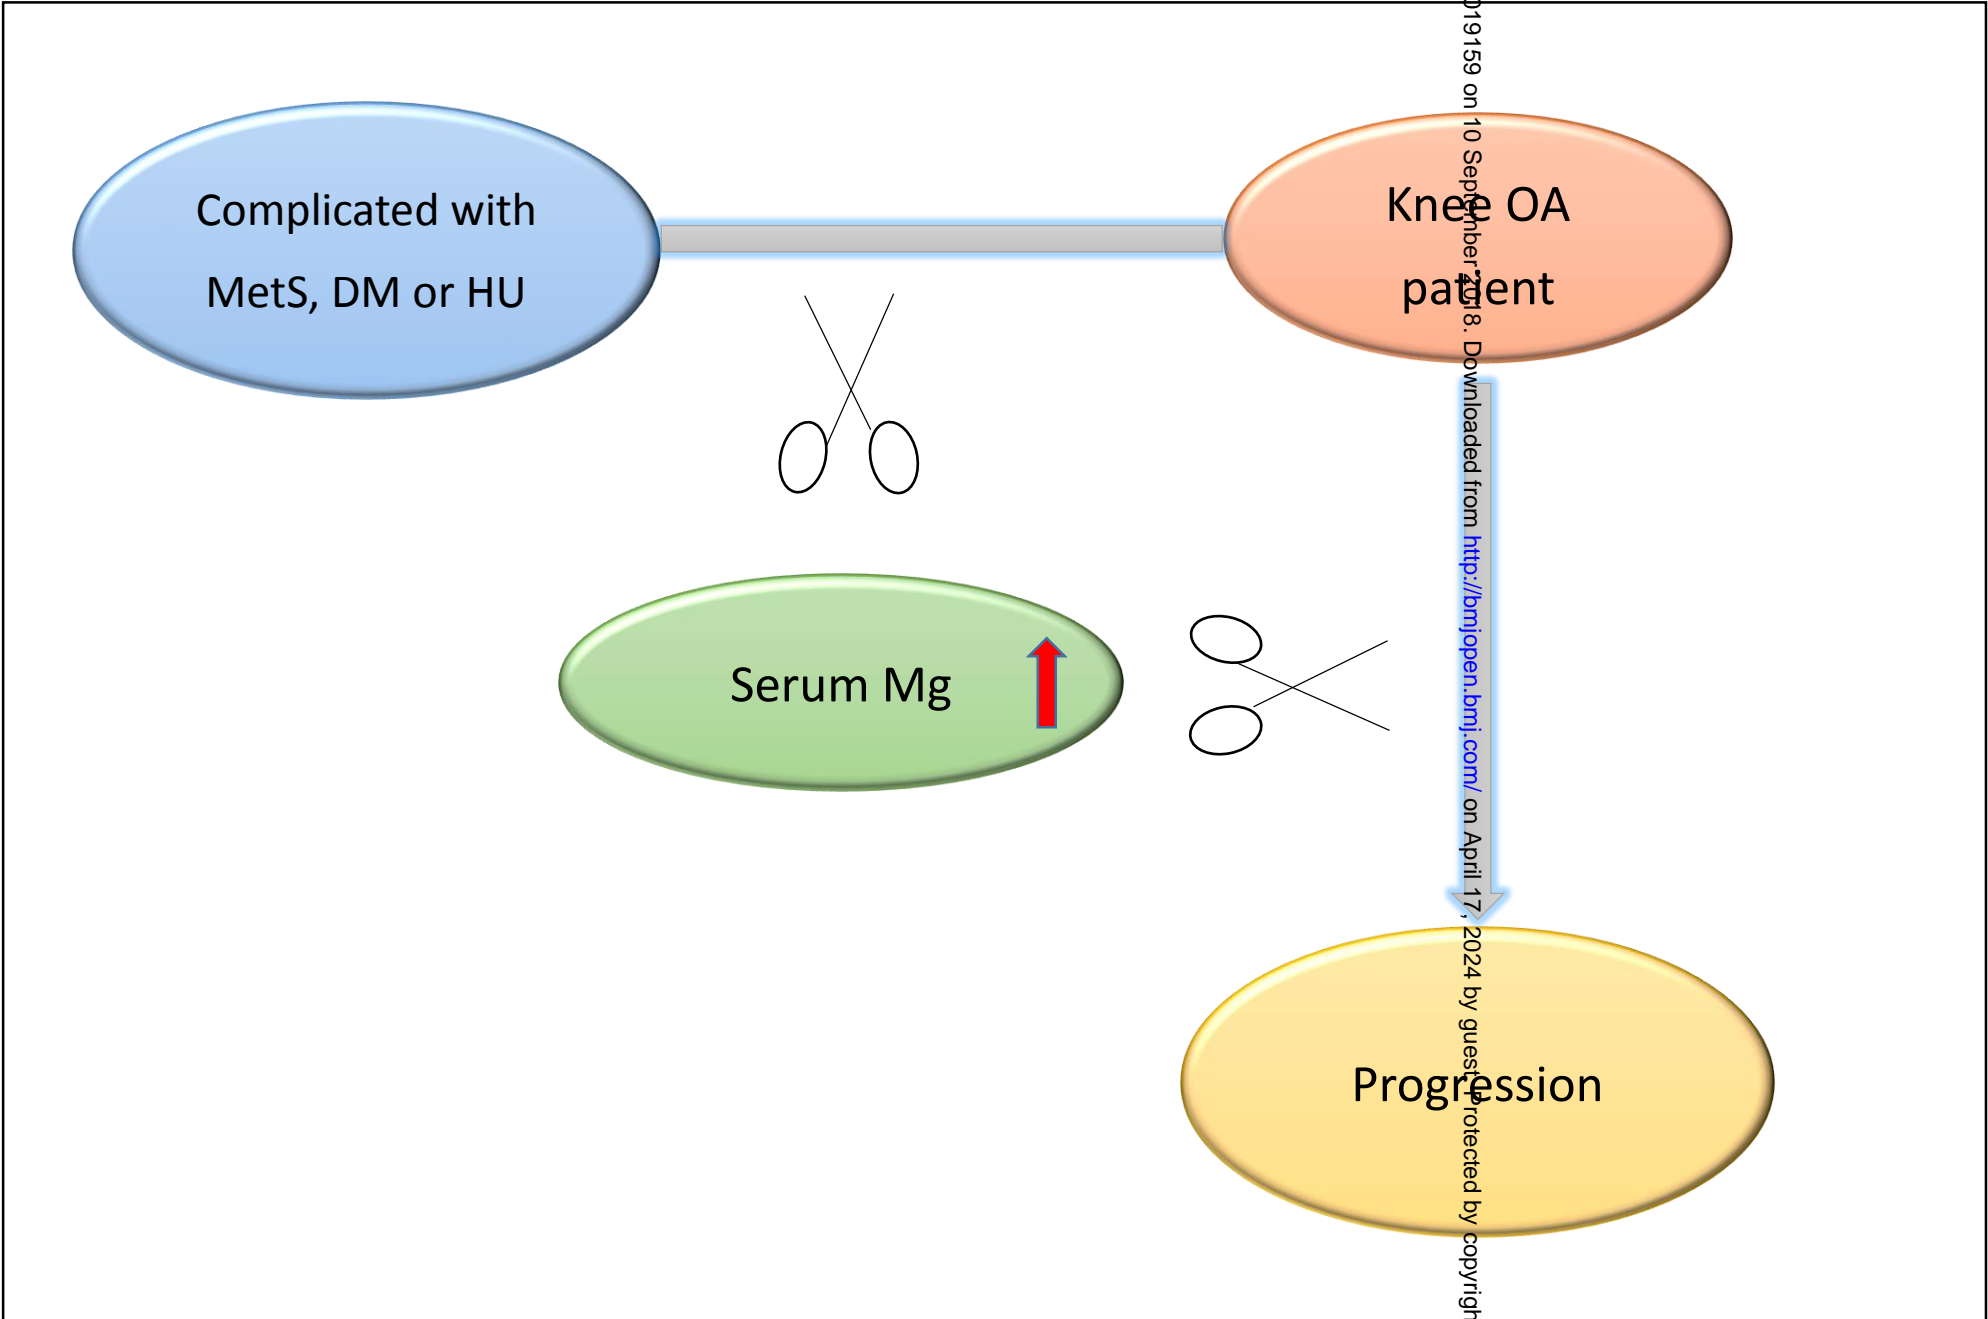 Complicated with
MetS, DM or HU
Knee OA
patient
Serum Mg
Progression
019159 on 10 September 2018. Downloaded from http://bmjopen.bmj.com/ on April 17, 2024 by guest. Protected by copyrigh